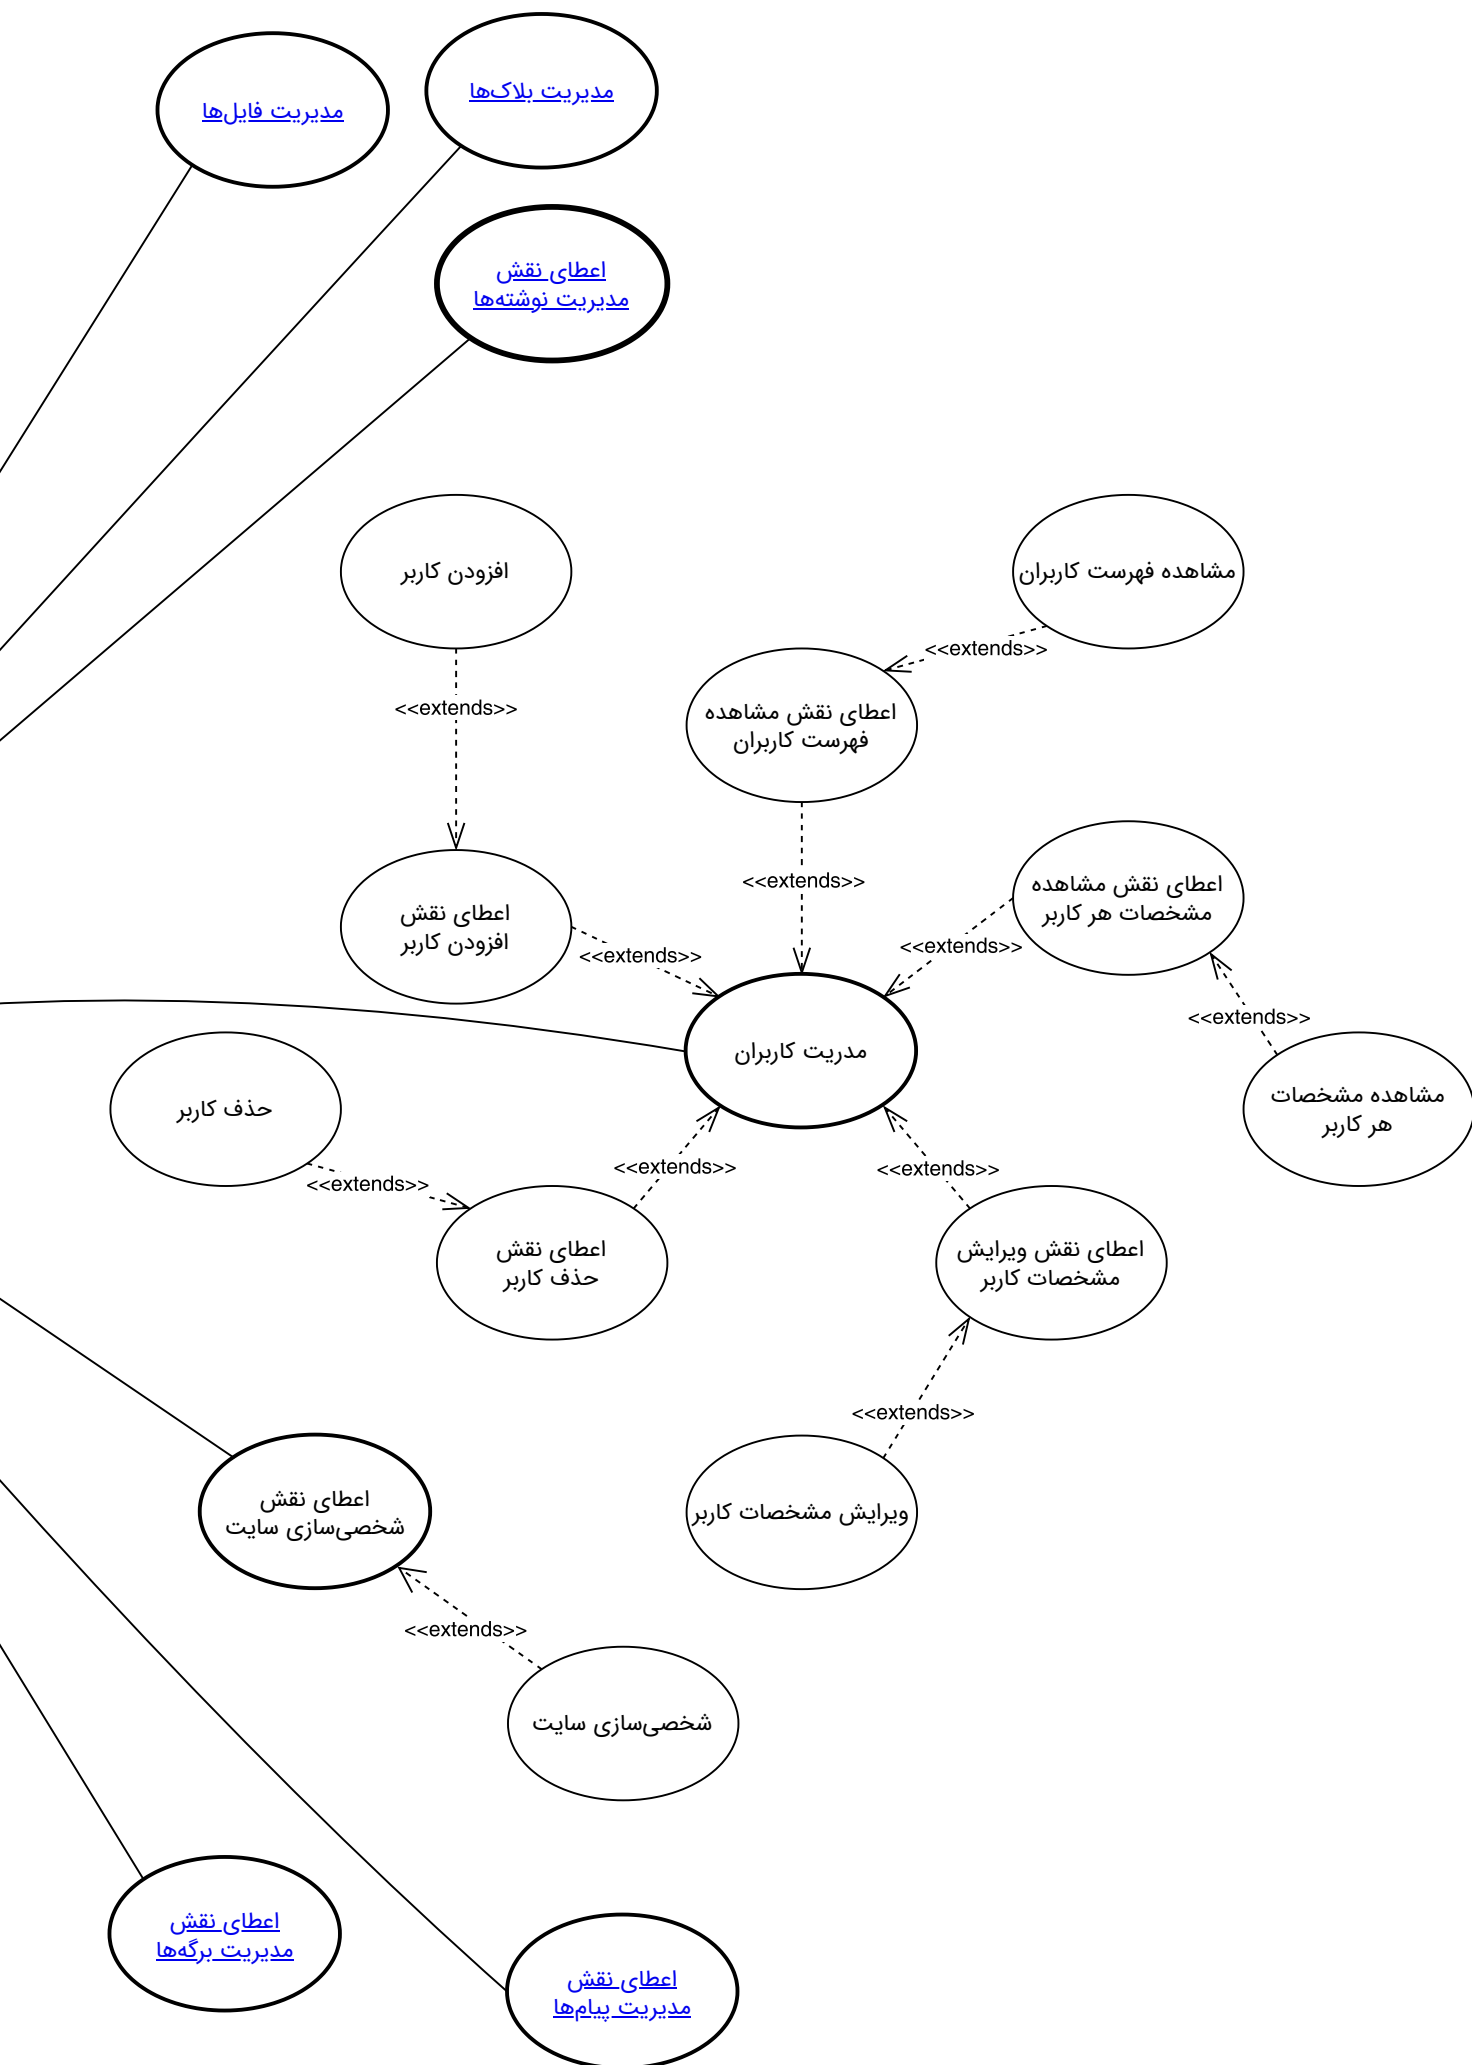 مدیریت بلاک‌ها
مدیریت فایل‌ها
اعطای نقش
مدیریت نوشته‌ها
افزودن کاربر
مشاهده فهرست کاربران
<<extends>>
<<extends>>
اعطای نقش مشاهده
فهرست کاربران
<<extends>>
اعطای نقش مشاهده
مشخصات هر کاربر
اعطای نقش
افزودن کاربر
<<extends>>
<<extends>>
<<extends>>
مدریت کاربران
مشاهده مشخصات
هر کاربر
حذف کاربر
<<extends>>
<<extends>>
<<extends>>
اعطای نقش ویرایش
مشخصات کاربر
اعطای نقش
حذف کاربر
<<extends>>
ویرایش مشخصات کاربر
اعطای نقش
شخصی‌سازی سایت
<<extends>>
شخصی‌سازی سایت
اعطای نقش
مدیریت برگه‌ها
اعطای نقش
مدیریت پیام‌ها